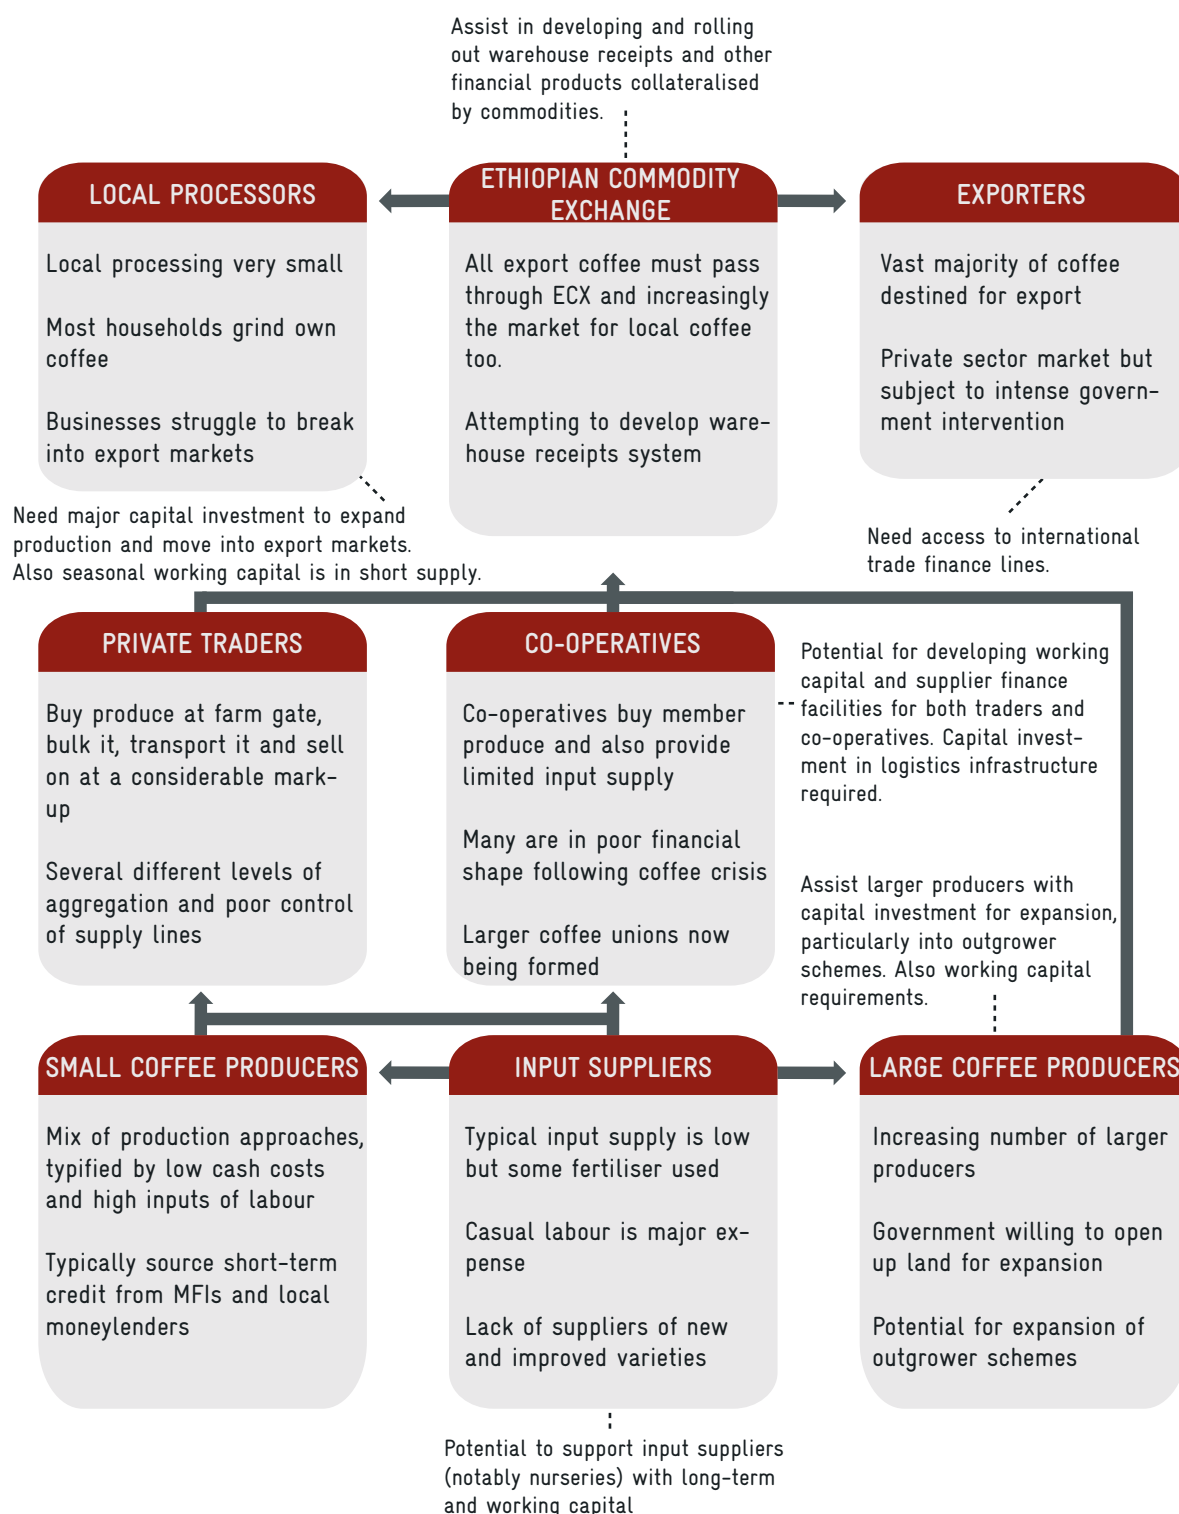 Assist in developing and rolling
out warehouse receipts and other
financial products collateralised
by commodities.
LOCAL PROCESSORS
Local processing very small
Most households grind own
coffee
Businesses struggle to break
into export markets
ETHIOPIAN COMMODITY
EXCHANGE
All export coffee must pass
through ECX and increasingly
the market for local coffee
too.
Attempting to develop ware-
house receipts system
EXPORTERS
Vast majority of coffee
destined for export
Private sector market but
subject to intense govern-
ment intervention
Need major capital investment to expand
production and move into export markets.
Also seasonal working capital is in short supply.
Need access to international
trade finance lines.
PRIVATE TRADERS
Buy produce at farm gate,
bulk it, transport it and sell
on at a considerable mark-
up
Several different levels of
aggregation and poor control
of supply lines
CO-OPERATIVES
Co-operatives buy member
produce and also provide
limited input supply
Many are in poor financial
shape following coffee crisis
Larger coffee unions now
being formed
Potential for developing working
capital and supplier finance
facilities for both traders and
co-operatives. Capital invest-
ment in logistics infrastructure
required.
Assist larger producers with
capital investment for expansion,
particularly into outgrower
schemes. Also working capital
requirements.
SMALL COFFEE PRODUCERS
Mix of production approaches,
typified by low cash costs
and high inputs of labour
Typically source short-term
credit from MFIs and local
moneylenders
INPUT SUPPLIERS
Typical input supply is low
but some fertiliser used
Casual labour is major ex-
pense
Lack of suppliers of new
and improved varieties
LARGE COFFEE PRODUCERS
Increasing number of larger
producers
Government willing to open
up land for expansion
Potential for expansion of
outgrower schemes
Potential to support input suppliers
(notably nurseries) with long-term
and working capital